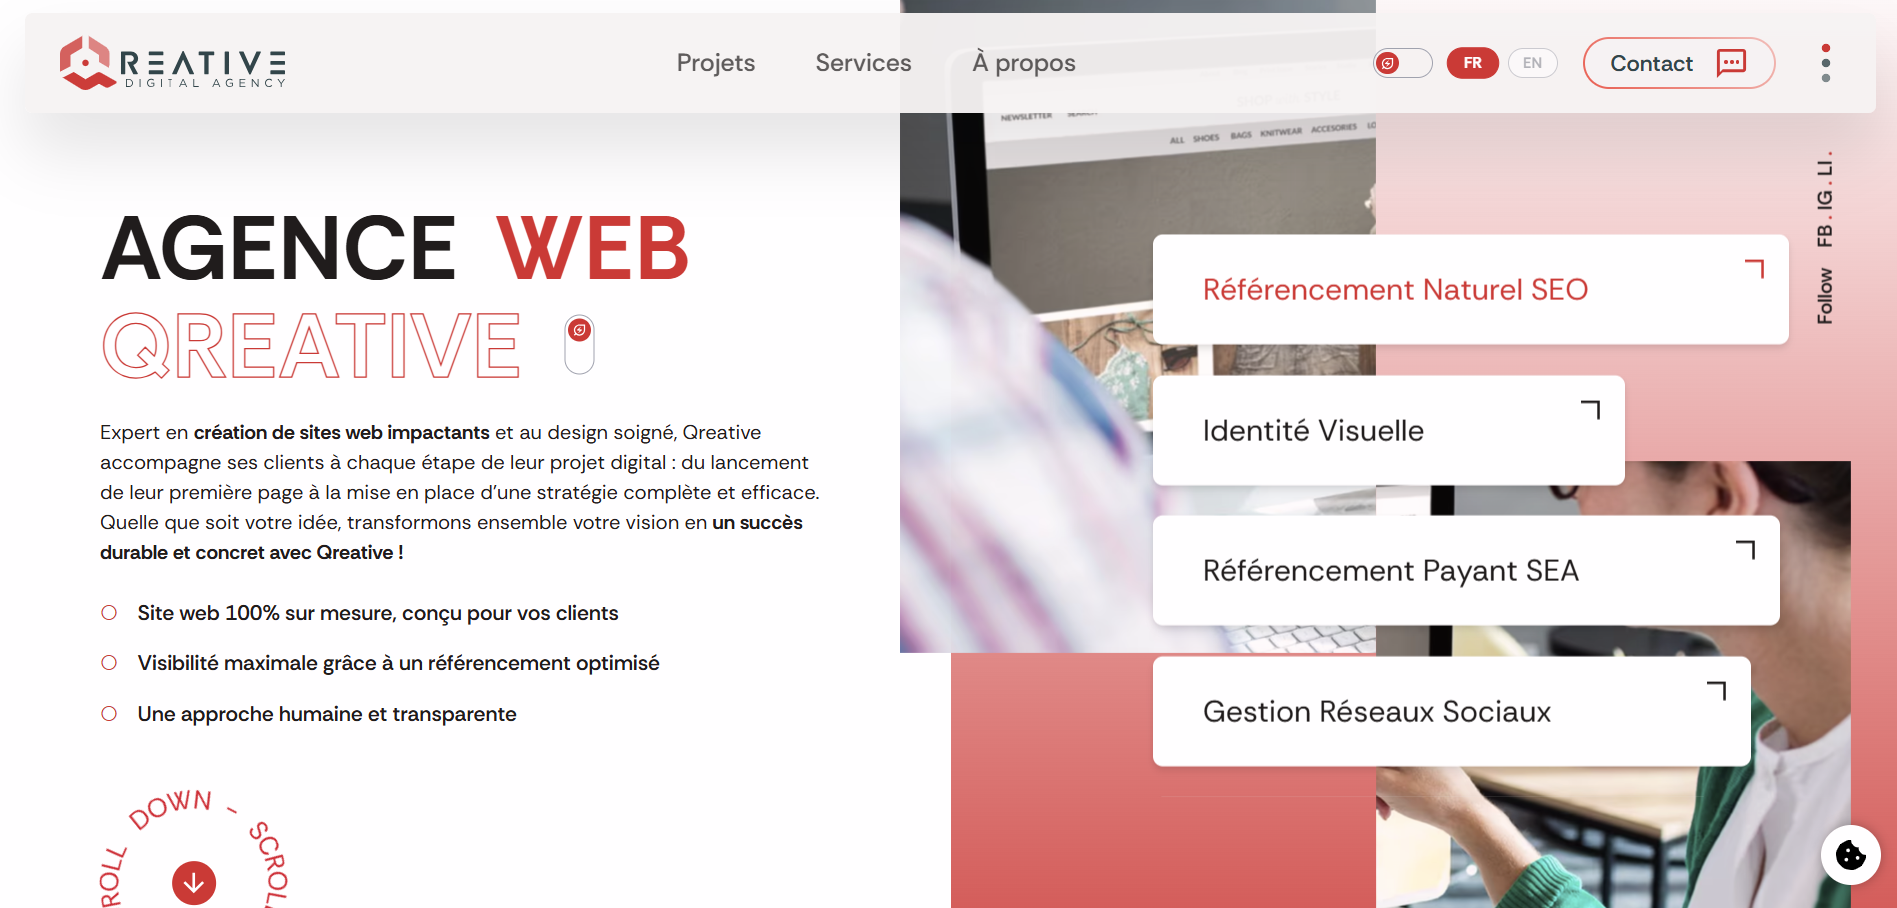 REATIVE
DIGITAL AGENCY
Projets
Services
À propos
FR
EN
Contact
SHOP STYLE
NEWSLETTER
ALL SHOES BAGS KNITWEAR ACCESORIES
Follow FB . IG . LI .
AGENCE WEB
QREATIVE
Expert en création de sites web impactants et au design soigné, Qreative
accompagne ses clients à chaque étape de leur projet digital : du lancement
de leur première page à la mise en place d’une stratégie complète et efficace.
Quelle que soit votre idée, transformons ensemble votre vision en un succès
durable et concret avec Qreative !
Site web 100% sur mesure, conçu pour vos clients
Visibilité maximale grâce à un référencement optimisé
Une approche humaine et transparente
Référencement Naturel SEO
Identité Visuelle
Référencement Payant SEA
Gestion Réseaux Sociaux
ROLL DOWN - SCROLL